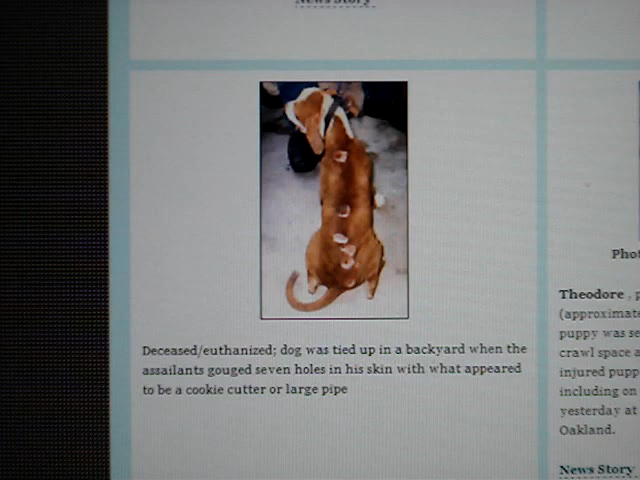 News Story
Deceased/euthanized; dog was tied up in a backyard when the
assailants gouged seven holes in his skin with what appeared
to be a cookie cutter or large pipe
Theodore , p
(approximate
puppy was se
crawl space a
injured pupp
including on
yesterday at
Oakland.
News Story